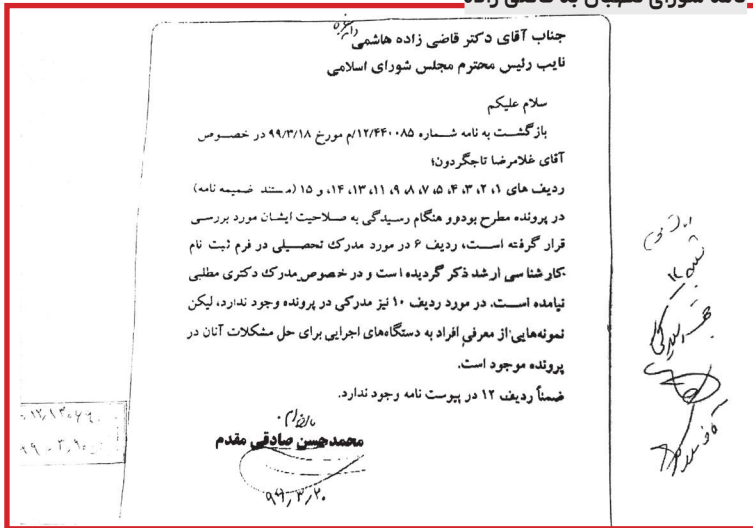 نامه شورای نگهبان به قاضی زاده
جناب آقای دکتر قاضی زاده هاشمی
نایب رئیس محترم مجلس شورای اسلامی
سلام علیکم
بازگشت به نامه شماره ۱۲/۴۴۰۰۸۵/م مورخ ۹۹/۳/۱۸ در خصوص
آقای غلامرضا تاجگردون؛
ردیف های ۱، ۲، ۳، ۴، ۵، ۷، ۸، ۹، ۱۱، ۱۳، ۱۴، و ۱۵ (مستند ضمیمه نامه)
در پرونده مطرح بوده و هنگام رسیدگی به صلاحیت ایشان مورد بررسی
قرار گرفته است، ردیف ۶ در مورد مدرک تحصیلی در فرم ثبت نام
کارشناسی ارشد ذکر گردیده است و در خصوص مدرک دکتری مطلبی
نیامده است. در مورد ردیف ۱۰ نیز مدرکی در پرونده وجود ندارد، لیکن
نمونه‌هایی از معرفی افراد به دستگاه‌های اجرایی برای حل مشکلات آنان در
پرونده موجود است.
ضمناً ردیف ۱۲ در پیوست نامه وجود ندارد.
محمدحسن صادقی مقدم
۹۹/۳/۲۰